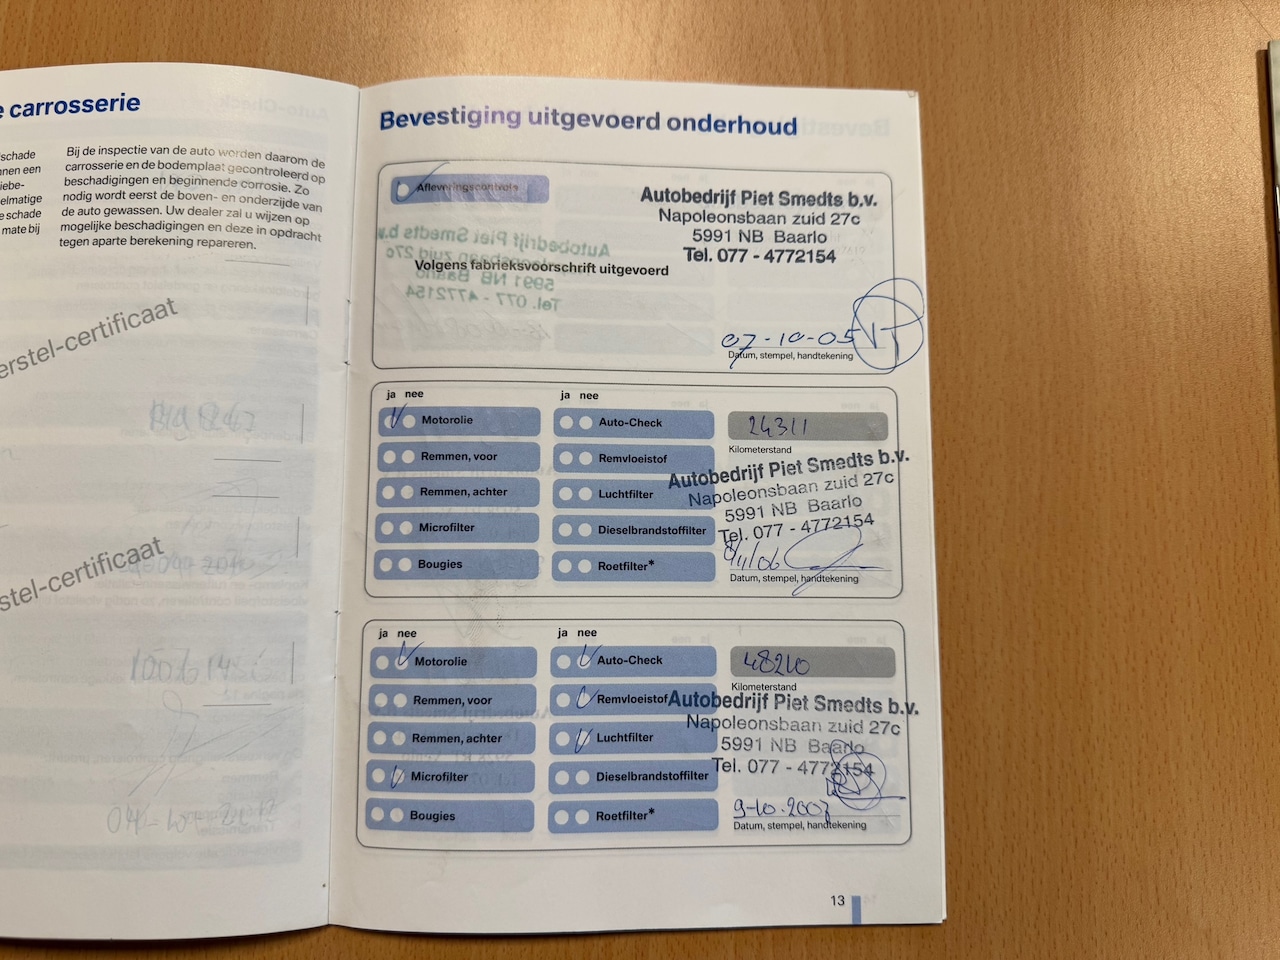 e carrosserie
schade
nnen een
iebe-
elmatige
e schade
mate bij
Bij de inspectie van de auto worden daarom de
carrosserie en de bodemplaat gecontroleerd op
beschadigingen en beginnende corrosie. Zo
nodig wordt eerst de boven- en onderzijde van
de auto gewassen. Uw dealer zal u wijzen op
mogelijke beschadigingen en deze in opdracht
tegen aparte berekening repareren.
erstel-certificaat
stel-certificaat
Bevestiging uitgevoerd onderhoud
Afleveringscontrole
Autobedrijf Piet Smedts b.v.
Napoleonsbaan zuid 27c
5991 NB Baarlo
Tel. 077 - 4772154
Volgens fabrieksvoorschrift uitgevoerd
07-10-05
Datum, stempel, handtekening
ja nee
ja nee
Motorolie
Auto-Check
24311
Kilometerstand
Remmen, voor
Remvloeistof
Remmen, achter
Luchtfilter
Microfilter
Dieselbrandstoffilter
Bougies
Roetfilter*
Autobedrijf Piet Smedts b.v.
Napoleonsbaan zuid 27c
5991 NB Baarlo
Tel. 077 - 4772154
Datum, stempel, handtekening
ja nee
ja nee
Motorolie
Auto-Check
48210
Kilometerstand
Remmen, voor
Remvloeistof
Remmen, achter
Luchtfilter
Microfilter
Dieselbrandstoffilter
Bougies
Roetfilter*
Autobedrijf Piet Smedts b.v.
Napoleonsbaan zuid 27c
5991 NB Baarlo
Tel. 077 - 4772154
9-10-2007
Datum, stempel, handtekening
13